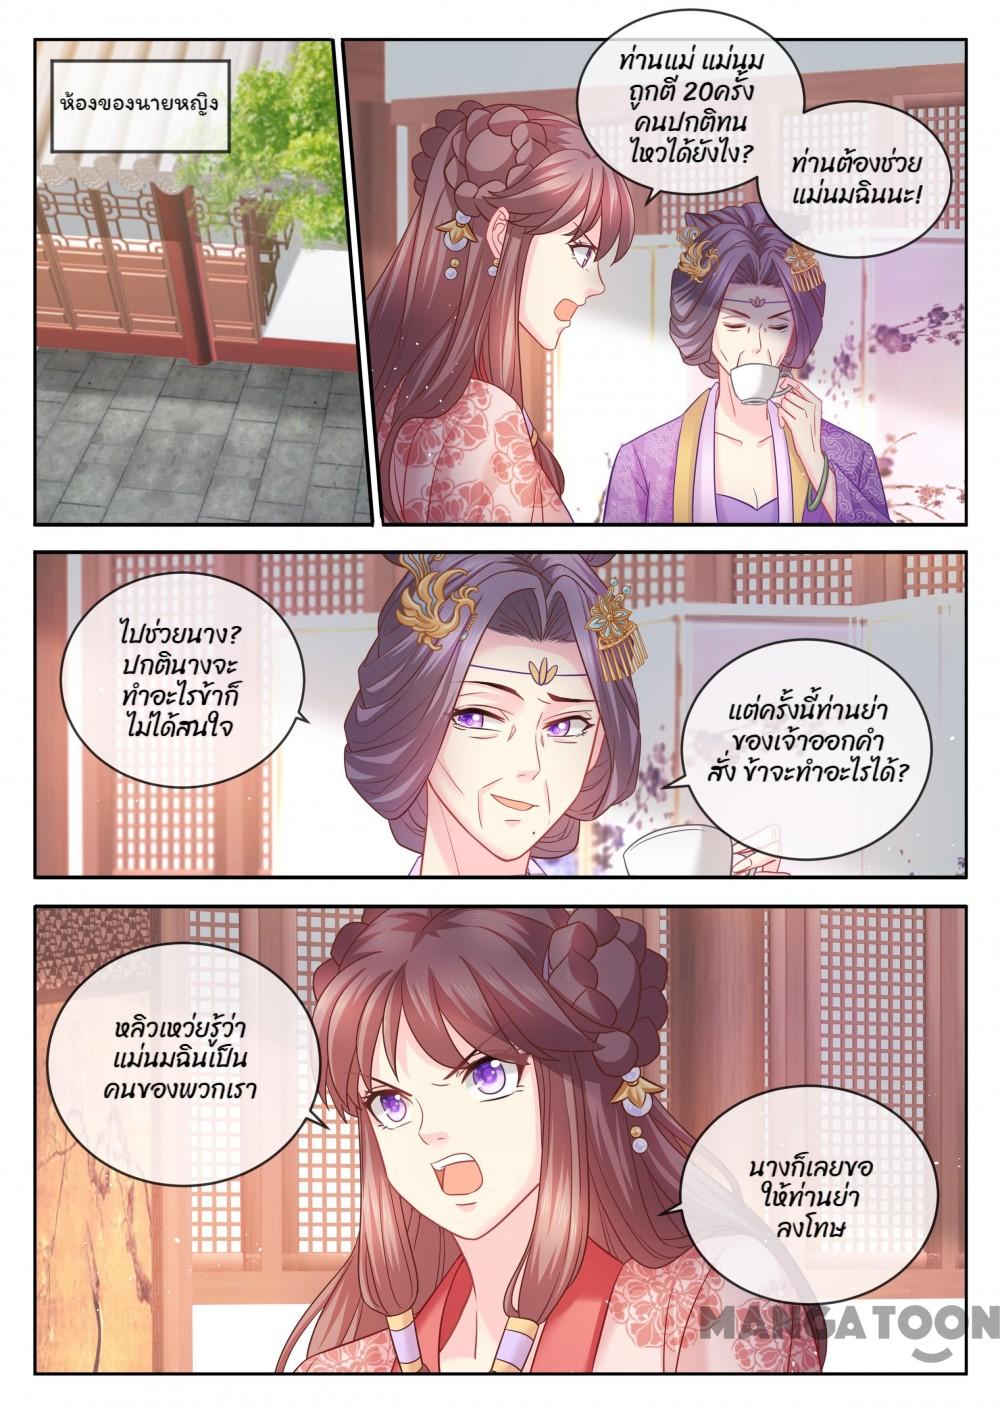 ห้องของนายหญิง
ท่านแม่ แม่นม
ถูกตี 20ครั้ง
คนปกติทน
ไหวได้ยังไง?
ท่านต้องช่วย
แม่นมฉินนะ!
ไปช่วยนาง?
ปกตินางจะ
ทำอะไรข้าก็
ไม่ได้สนใจ
แต่ครั้งนี้ท่านย่า
ของเจ้าออกคำ
สั่ง ข้าจะทำอะไรได้?
หลิวเหว่ยรู้ว่า
แม่นมฉินเป็น
คนของพวกเรา
นางก็เลยขอ
ให้ท่านย่า
ลงโทษ
MANGATOON